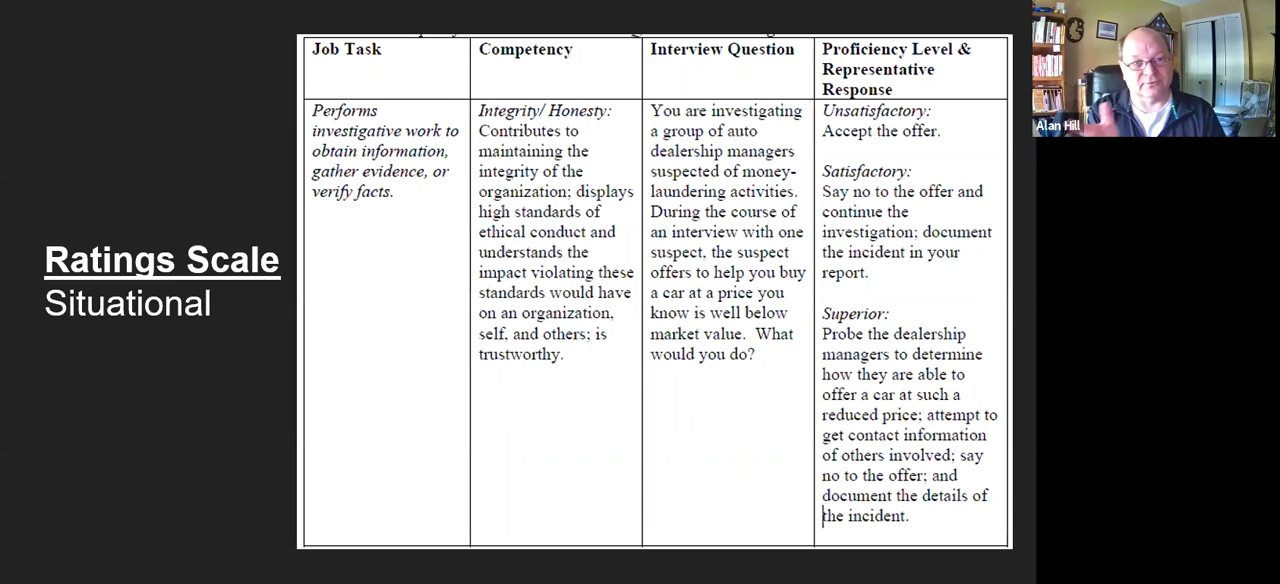 Ratings Scale
Situational
Job Task
Competency
Interview Question
Proficiency Level &
Representative
Response
Performs
investigative work to
obtain information,
gather evidence, or
verify facts.
Integrity/ Honesty:
Contributes to
maintaining the
integrity of the
organization; displays
high standards of
ethical conduct and
understands the
impact violating these
standards would have
on an organization,
self, and others; is
trustworthy.
You are investigating
a group of auto
dealership managers
suspected of money-
laundering activities.
During the course of
an interview with one
suspect, the suspect
offers to help you buy
a car at a price you
know is well below
market value. What
would you do?
Unsatisfactory:
Accept the offer.
Satisfactory:
Say no to the offer and
continue the
investigation; document
the incident in your
report.
Superior:
Probe the dealership
managers to determine
how they are able to
offer a car at such a
reduced price; attempt to
get contact information
of others involved; say
no to the offer; and
document the details of
the incident.
Alan Hill